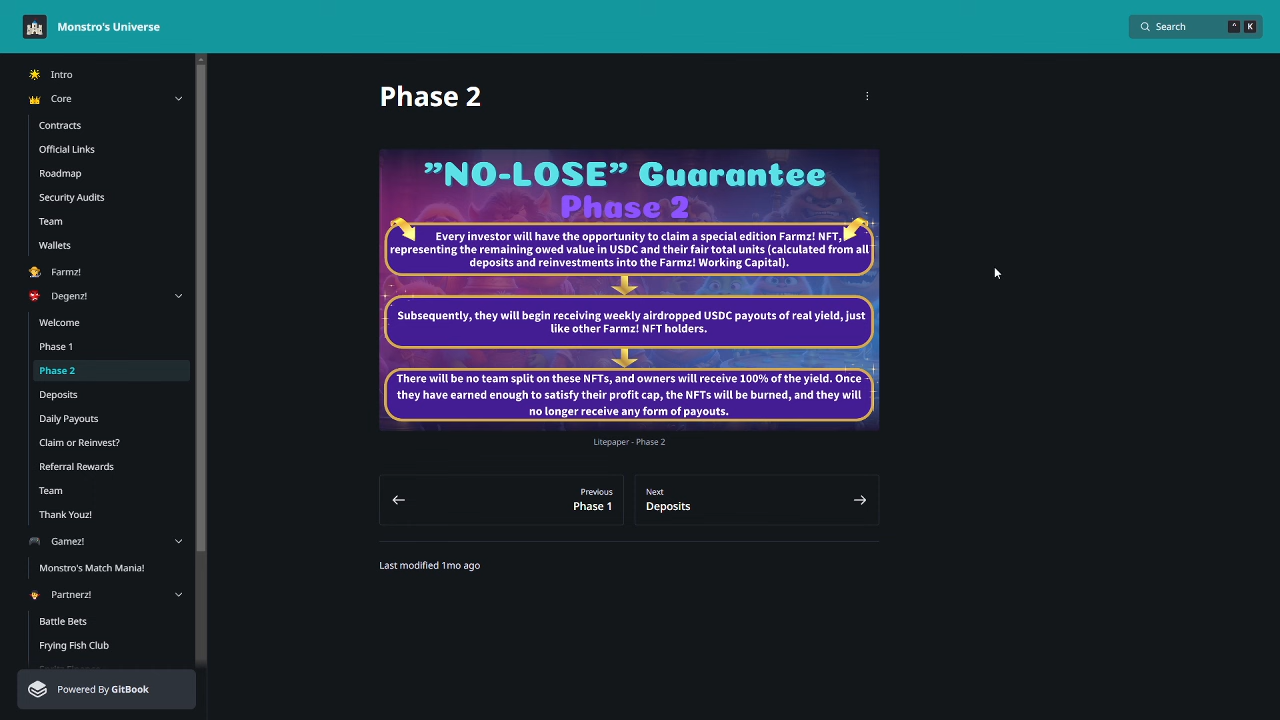 Monstro's Universe
Search
^ K
Intro
Core
Contracts
Official Links
Roadmap
Security Audits
Team
Wallets
Farmz!
Degenz!
Welcome
Phase 1
Phase 2
Deposits
Daily Payouts
Claim or Reinvest?
Referral Rewards
Team
Thank Youz!
Gamez!
Monstro's Match Mania!
Partnerz!
Battle Bets
Frying Fish Club
Powered By GitBook
Phase 2
”NO-LOSE” Guarantee
Phase 2
Every investor will have the opportunity to claim a special edition Farmz! NFT,
representing the remaining owed value in USDC and their fair total units (calculated from all
deposits and reinvestments into the Farmz! Working Capital).
Subsequently, they will begin receiving weekly airdropped USDC payouts of real yield, just
like other Farmz! NFT holders.
There will be no team split on these NFTs, and owners will receive 100% of the yield. Once
they have earned enough to satisfy their profit cap, the NFTs will be burned, and they will
no longer receive any form of payouts.
Litepaper - Phase 2
Previous
Phase 1
Next
Deposits
Last modified 1mo ago